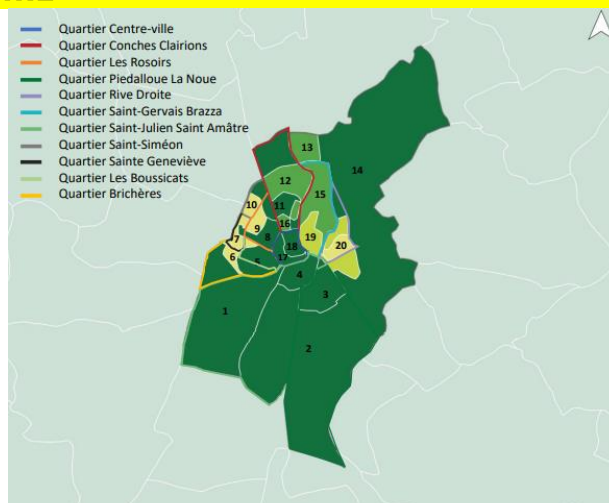 Quartier Centre-ville
Quartier Conches Clairions
Quartier Les Rosoirs
Quartier Piedalloue La Noue
Quartier Rive Droite
Quartier Saint-Gervais Brazza
Quartier Saint-Julien Saint Amâtre
Quartier Saint-Siméon
Quartier Sainte Geneviève
Quartier Les Boussicats
Quartier Brichères
13
14
12
15
10
11
16
9
8
7
19
18
20
17
6
5
4
3
1
2